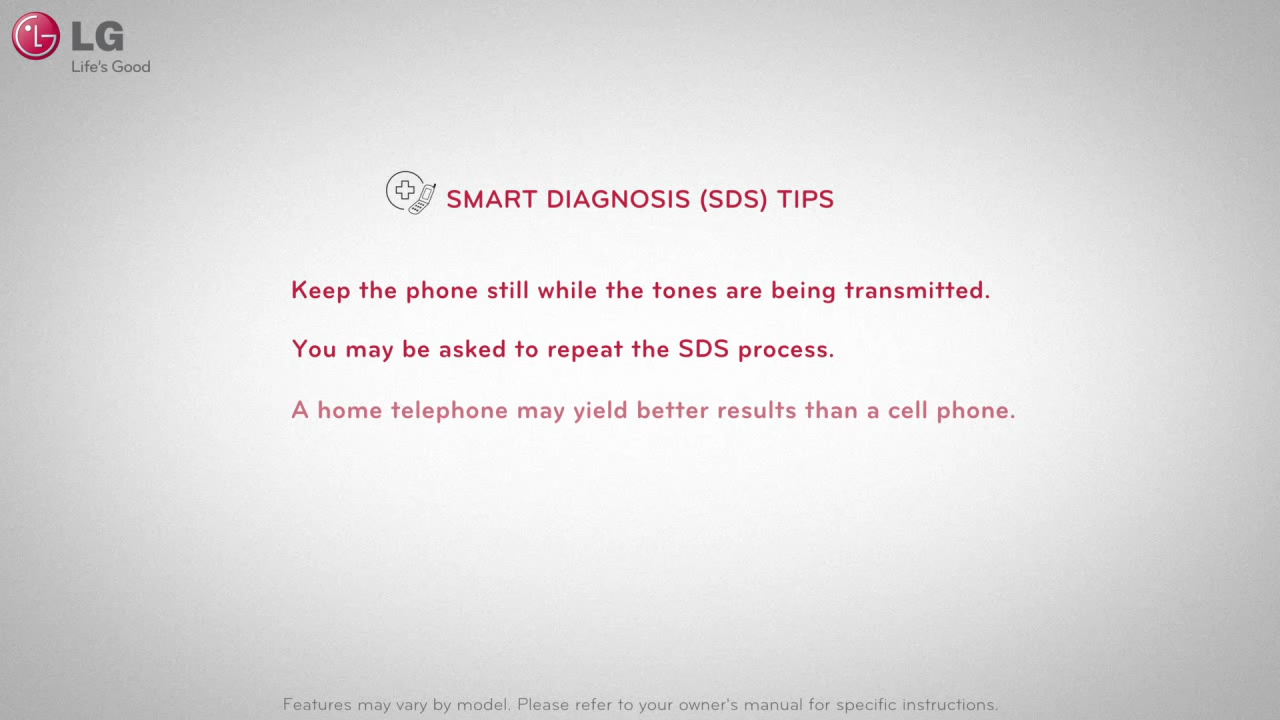 LG
Life's Good
SMART DIAGNOSIS (SDS) TIPS
Keep the phone still while the tones are being transmitted.
You may be asked to repeat the SDS process.
A home telephone may yield better results than a cell phone.
Features may vary by model. Please refer to your owner's manual for specific instructions.